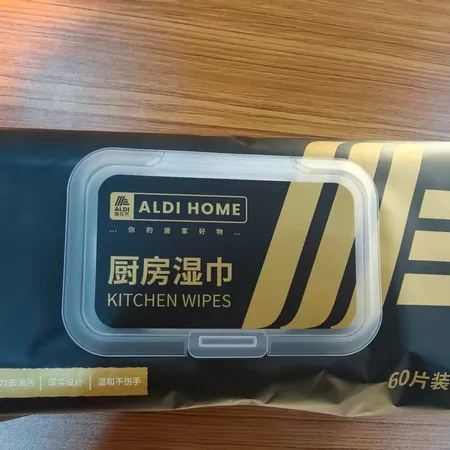 ALDI
奥乐齐
ALDI HOME
... 你的居家好物 ...
厨房湿巾
KITCHEN WIPES
力去油污 厚实设计 温和不伤手
60片装